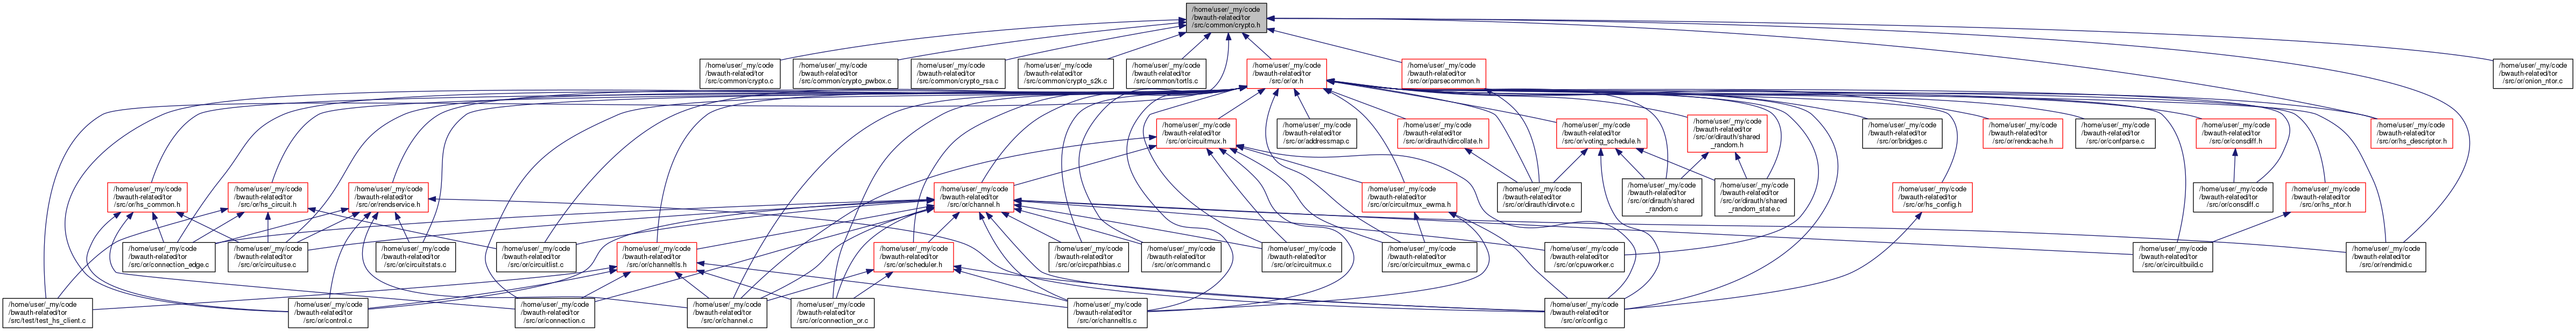 /home/user/_my/code
/bwauth-related/tor
/src/common/crypto.h
/home/user/_my/code
/bwauth-related/tor
/src/common/crypto.c
/home/user/_my/code
/bwauth-related/tor
/src/common/crypto_pwbox.c
/home/user/_my/code
/bwauth-related/tor
/src/common/crypto_rsa.c
/home/user/_my/code
/bwauth-related/tor
/src/common/crypto_s2k.c
/home/user/_my/code
/bwauth-related/tor
/src/common/tortls.c
/home/user/_my/code
/bwauth-related/tor
/src/or/or.h
/home/user/_my/code
/bwauth-related/tor
/src/or/parsecommon.h
/home/user/_my/code
/bwauth-related/tor
/src/or/onion_ntor.c
/home/user/_my/code
/bwauth-related/tor
/src/or/circuitmux.h
/home/user/_my/code
/bwauth-related/tor
/src/or/addressmap.c
/home/user/_my/code
/bwauth-related/tor
/src/or/dirauth/dircollate.h
/home/user/_my/code
/bwauth-related/tor
/src/or/voting_schedule.h
/home/user/_my/code
/bwauth-related/tor
/src/or/dirauth/shared
_random.h
/home/user/_my/code
/bwauth-related/tor
/src/or/bridges.c
/home/user/_my/code
/bwauth-related/tor
/src/or/rendcache.h
/home/user/_my/code
/bwauth-related/tor
/src/or/confparse.c
/home/user/_my/code
/bwauth-related/tor
/src/or/consdiff.h
/home/user/_my/code
/bwauth-related/tor
/src/or/hs_descriptor.h
/home/user/_my/code
/bwauth-related/tor
/src/or/hs_common.h
/home/user/_my/code
/bwauth-related/tor
/src/or/hs_circuit.h
/home/user/_my/code
/bwauth-related/tor
/src/or/rendservice.h
/home/user/_my/code
/bwauth-related/tor
/src/or/channel.h
/home/user/_my/code
/bwauth-related/tor
/src/or/circuitmux_ewma.h
/home/user/_my/code
/bwauth-related/tor
/src/or/dirauth/dirvote.c
/home/user/_my/code
/bwauth-related/tor
/src/or/dirauth/shared
_random.c
/home/user/_my/code
/bwauth-related/tor
/src/or/dirauth/shared
_random_state.c
/home/user/_my/code
/bwauth-related/tor
/src/or/hs_config.h
/home/user/_my/code
/bwauth-related/tor
/src/or/consdiff.c
/home/user/_my/code
/bwauth-related/tor
/src/or/hs_ntor.h
/home/user/_my/code
/bwauth-related/tor
/src/or/connection_edge.c
/home/user/_my/code
/bwauth-related/tor
/src/or/circuituse.c
/home/user/_my/code
/bwauth-related/tor
/src/or/circuitstats.c
/home/user/_my/code
/bwauth-related/tor
/src/or/circuitlist.c
/home/user/_my/code
/bwauth-related/tor
/src/or/channeltls.h
/home/user/_my/code
/bwauth-related/tor
/src/or/scheduler.h
/home/user/_my/code
/bwauth-related/tor
/src/or/circpathbias.c
/home/user/_my/code
/bwauth-related/tor
/src/or/command.c
/home/user/_my/code
/bwauth-related/tor
/src/or/circuitmux.c
/home/user/_my/code
/bwauth-related/tor
/src/or/circuitmux_ewma.c
/home/user/_my/code
/bwauth-related/tor
/src/or/cpuworker.c
/home/user/_my/code
/bwauth-related/tor
/src/or/circuitbuild.c
/home/user/_my/code
/bwauth-related/tor
/src/or/rendmid.c
/home/user/_my/code
/bwauth-related/tor
/src/test/test_hs_client.c
/home/user/_my/code
/bwauth-related/tor
/src/or/control.c
/home/user/_my/code
/bwauth-related/tor
/src/or/connection.c
/home/user/_my/code
/bwauth-related/tor
/src/or/channel.c
/home/user/_my/code
/bwauth-related/tor
/src/or/connection_or.c
/home/user/_my/code
/bwauth-related/tor
/src/or/channeltls.c
/home/user/_my/code
/bwauth-related/tor
/src/or/config.c